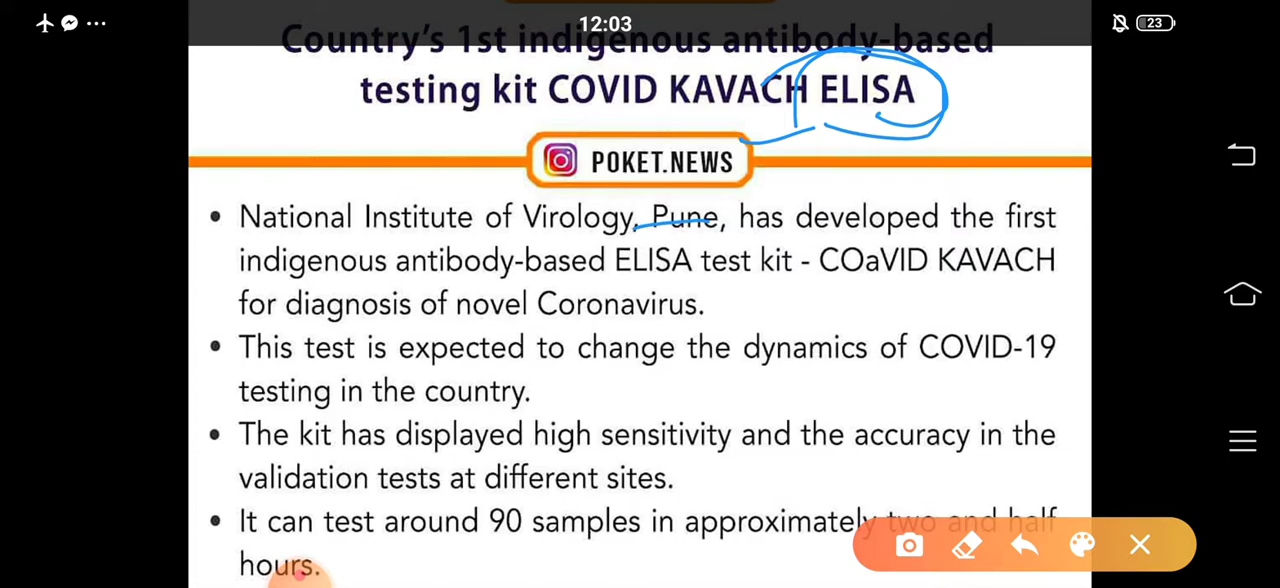 12:03
23
Country's 1st indigenous antibody-based
testing kit COVID KAVACH ELISA
POKET.NEWS
• National Institute of Virology, Pune, has developed the first
indigenous antibody-based ELISA test kit - COaVID KAVACH
for diagnosis of novel Coronavirus.
• This test is expected to change the dynamics of COVID-19
testing in the country.
• The kit has displayed high sensitivity and the accuracy in the
validation tests at different sites.
• It can test around 90 samples in approximately two and half
hours.